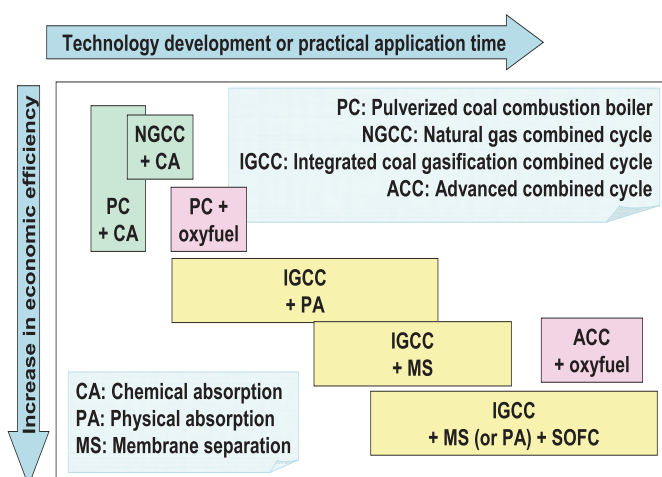 Technology development or practical application time
Increase in economic efficiency
PC: Pulverized coal combustion boiler
NGCC: Natural gas combined cycle
IGCC: Integrated coal gasification combined cycle
ACC: Advanced combined cycle
NGCC
+ CA
PC
+ CA
PC +
oxyfuel
IGCC
+ PA
IGCC
+ MS
ACC
+ oxyfuel
IGCC
+ MS (or PA) + SOFC
CA: Chemical absorption
PA: Physical absorption
MS: Membrane separation